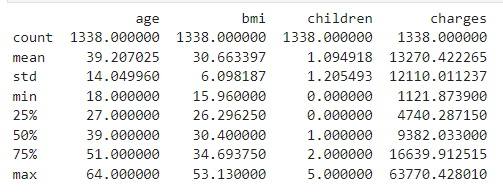 age bmi children charges
count 1338.000000 1338.000000 1338.000000 1338.000000
mean 39.207025 30.663397 1.094918 13270.422265
std 14.049960 6.098187 1.205493 12110.011237
min 18.000000 15.960000 0.000000 1121.873900
25% 27.000000 26.296250 0.000000 4740.287150
50% 39.000000 30.400000 1.000000 9382.033000
75% 51.000000 34.693750 2.000000 16639.912515
max 64.000000 53.130000 5.000000 63770.428010